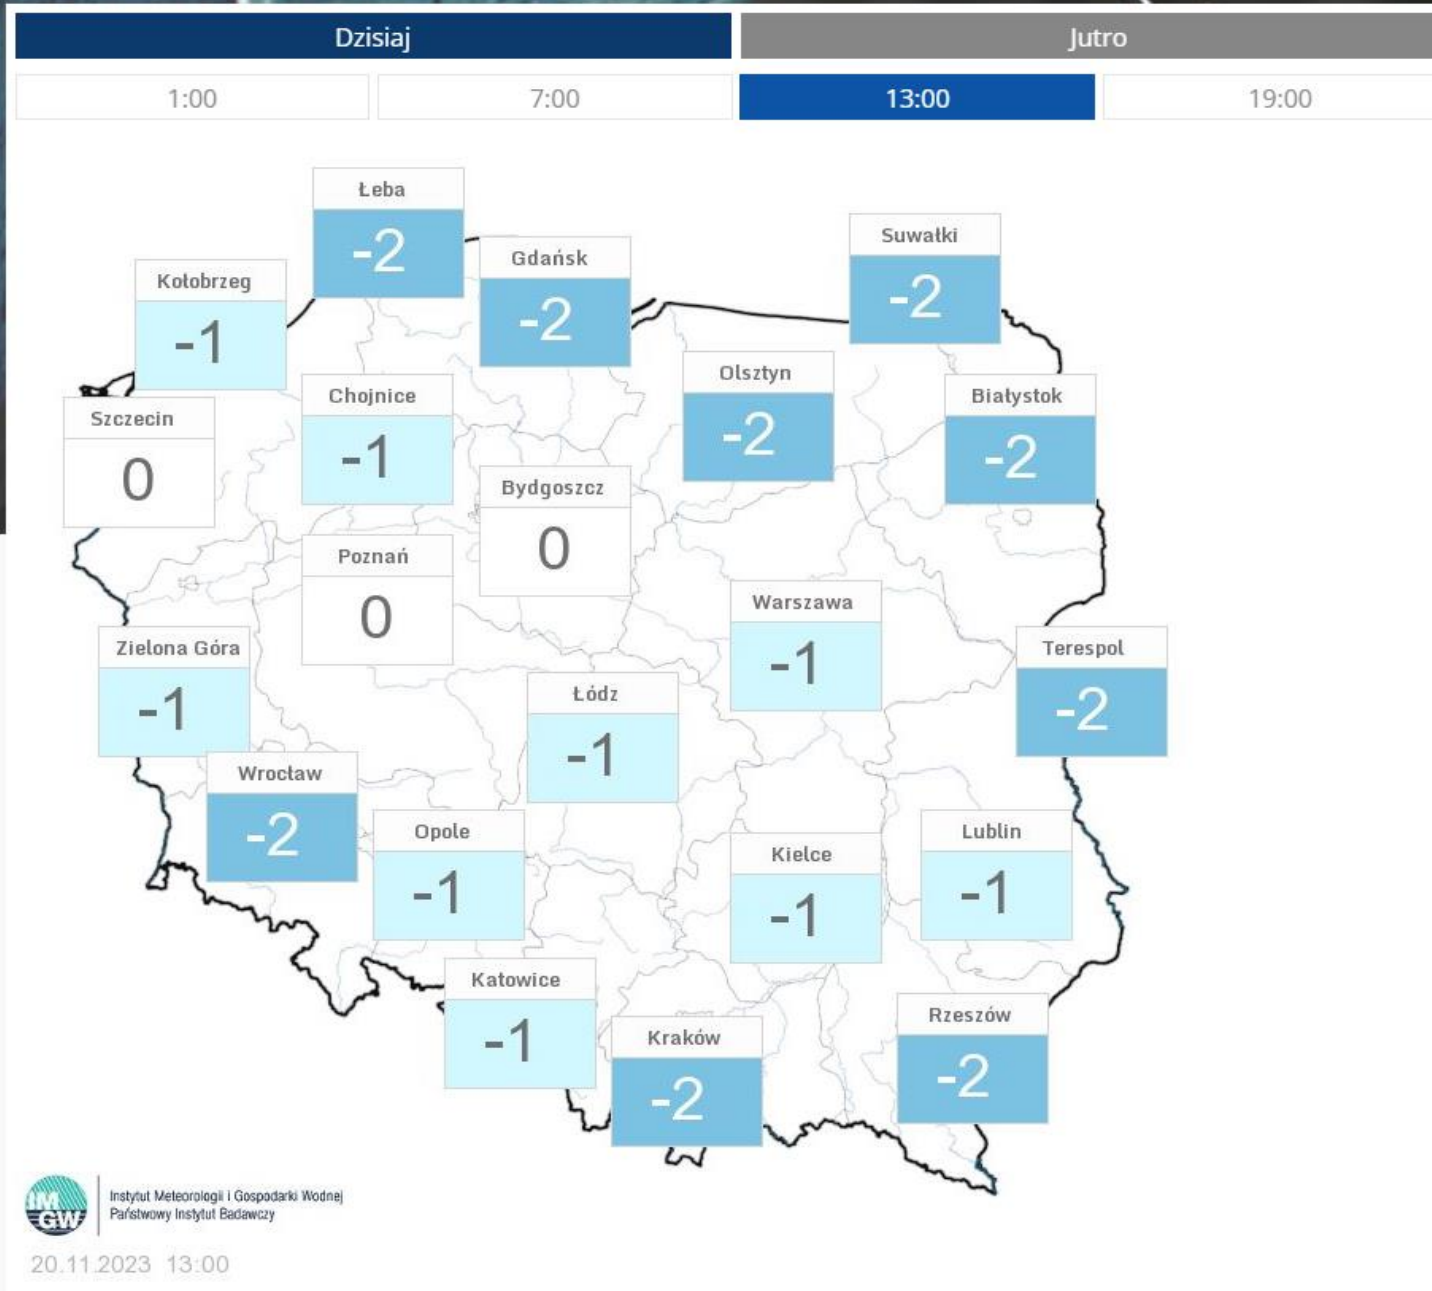 Dzisiaj
Jutro
1:00
7:00
13:00
19:00
Łeba
-2
Suwałki
-2
Gdańsk
-2
Kołobrzeg
-1
Olsztyn
-2
Chojnice
-1
Białystok
-2
Szczecin
0
Bydgoszcz
0
Poznań
0
Warszawa
-1
Zielona Góra
-1
Terespol
-2
Łódz
-1
Wrocław
-2
Opole
-1
Lublin
-1
Kielce
-1
Katowice
-1
Rzeszów
-2
Kraków
-2
IM
GW
Instytut Meteorologii i Gospodarki Wodnej
Państwowy Instytut Badawczy
20.11.2023 13:00